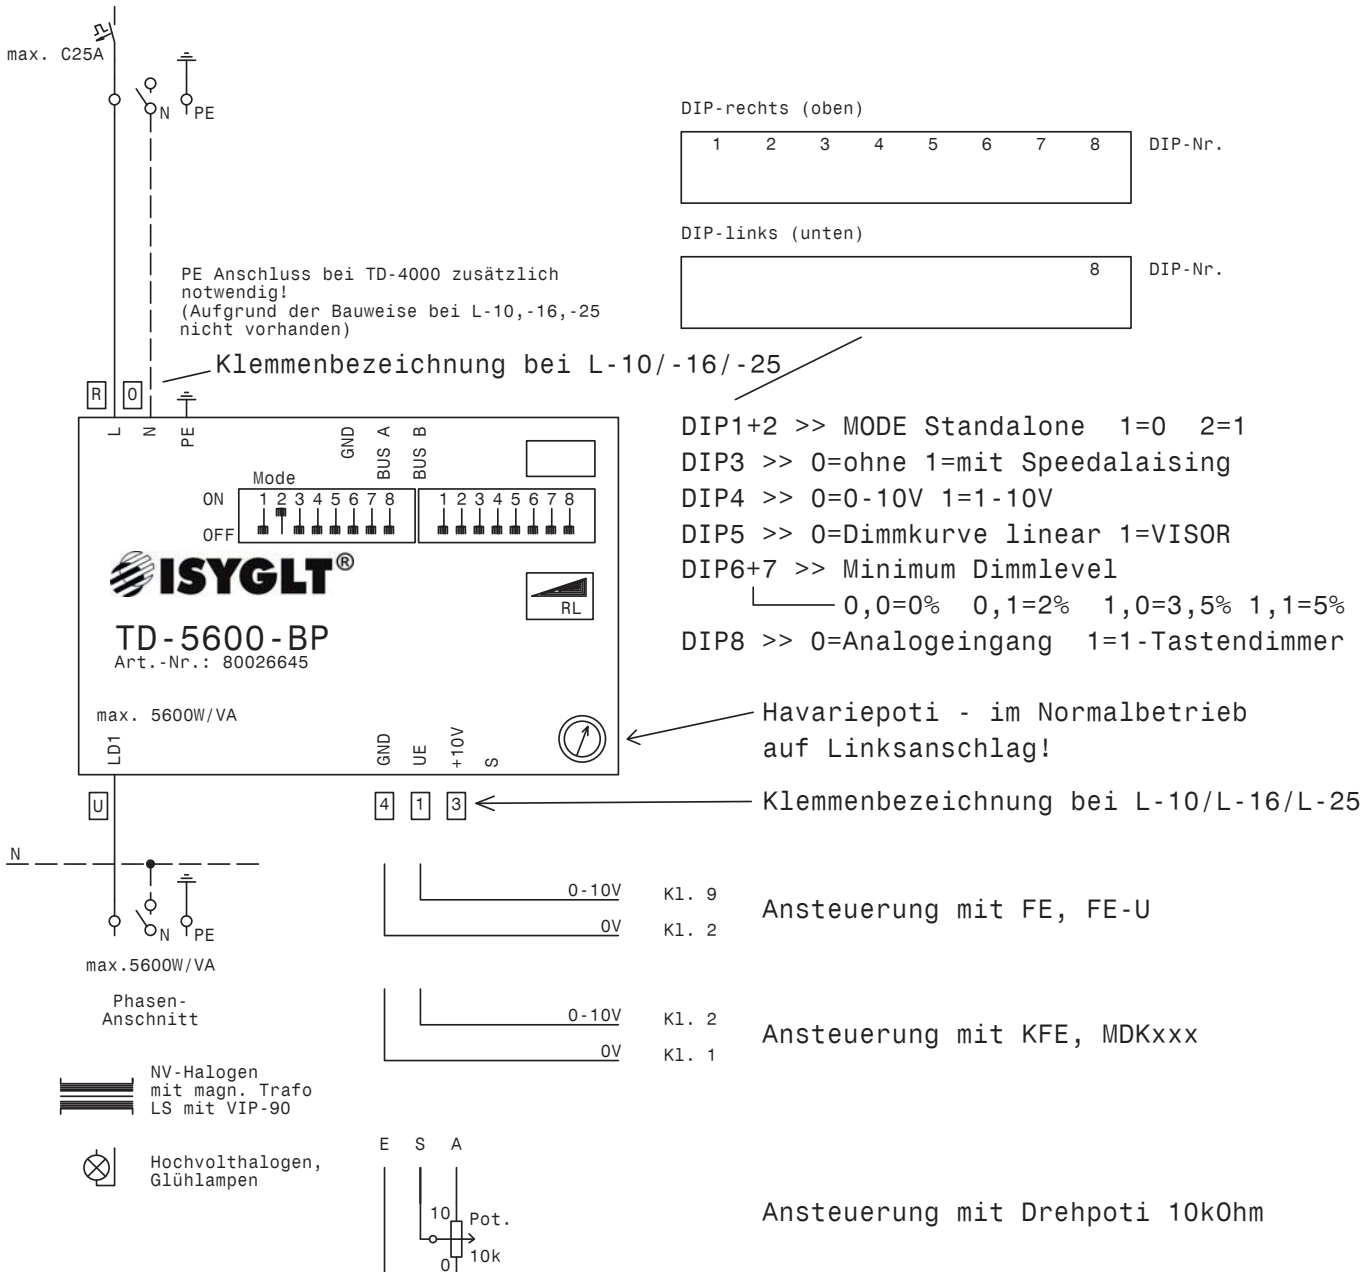 max. C25A
N
PE
DIP-rechts (oben)
1 2 3 4 5 6 7 8 DIP-Nr.
DIP-links (unten)
8 DIP-Nr.
PE Anschluss bei TD-4000 zusätzlich
notwendig!
(Aufgrund der Bauweise bei L-10,-16,-25
nicht vorhanden)
Klemmenbezeichnung bei L-10/-16/-25
R 0
L N PE GND BUS A BUS B
Mode
ON 1 2 3 4 5 6 7 8 1 2 3 4 5 6 7 8
OFF
ISYGLT®
RL
TD-5600-BP
Art.-Nr.: 80026645
max. 5600W/VA
LD1 GND UE +10V S
DIP1+2 >> MODE Standalone 1=0 2=1
DIP3 >> 0=ohne 1=mit Speedalaising
DIP4 >> 0=0-10V 1=1-10V
DIP5 >> 0=Dimmkurve linear 1=VISOR
DIP6+7 >> Minimum Dimmlevel
0,0=0% 0,1=2% 1,0=3,5% 1,1=5%
DIP8 >> 0=Analogeingang 1=1-Tastendimmer
Havariepoti - im Normalbetrieb
auf Linksanschlag!
U 4 1 3 Klemmenbezeichnung bei L-10/L-16/L-25
N
N PE
max.5600W/VA
0-10V Kl. 9
0V Kl. 2
Ansteuerung mit FE, FE-U
Phasen-
Anschnitt
0-10V Kl. 2
0V Kl. 1
Ansteuerung mit KFE, MDKxxx
NV-Halogen
mit magn. Trafo
LS mit VIP-90
Hochvolthalogen,
Glühlampen
E S A
10 Pot.
0 10k
Ansteuerung mit Drehpoti 10kOhm